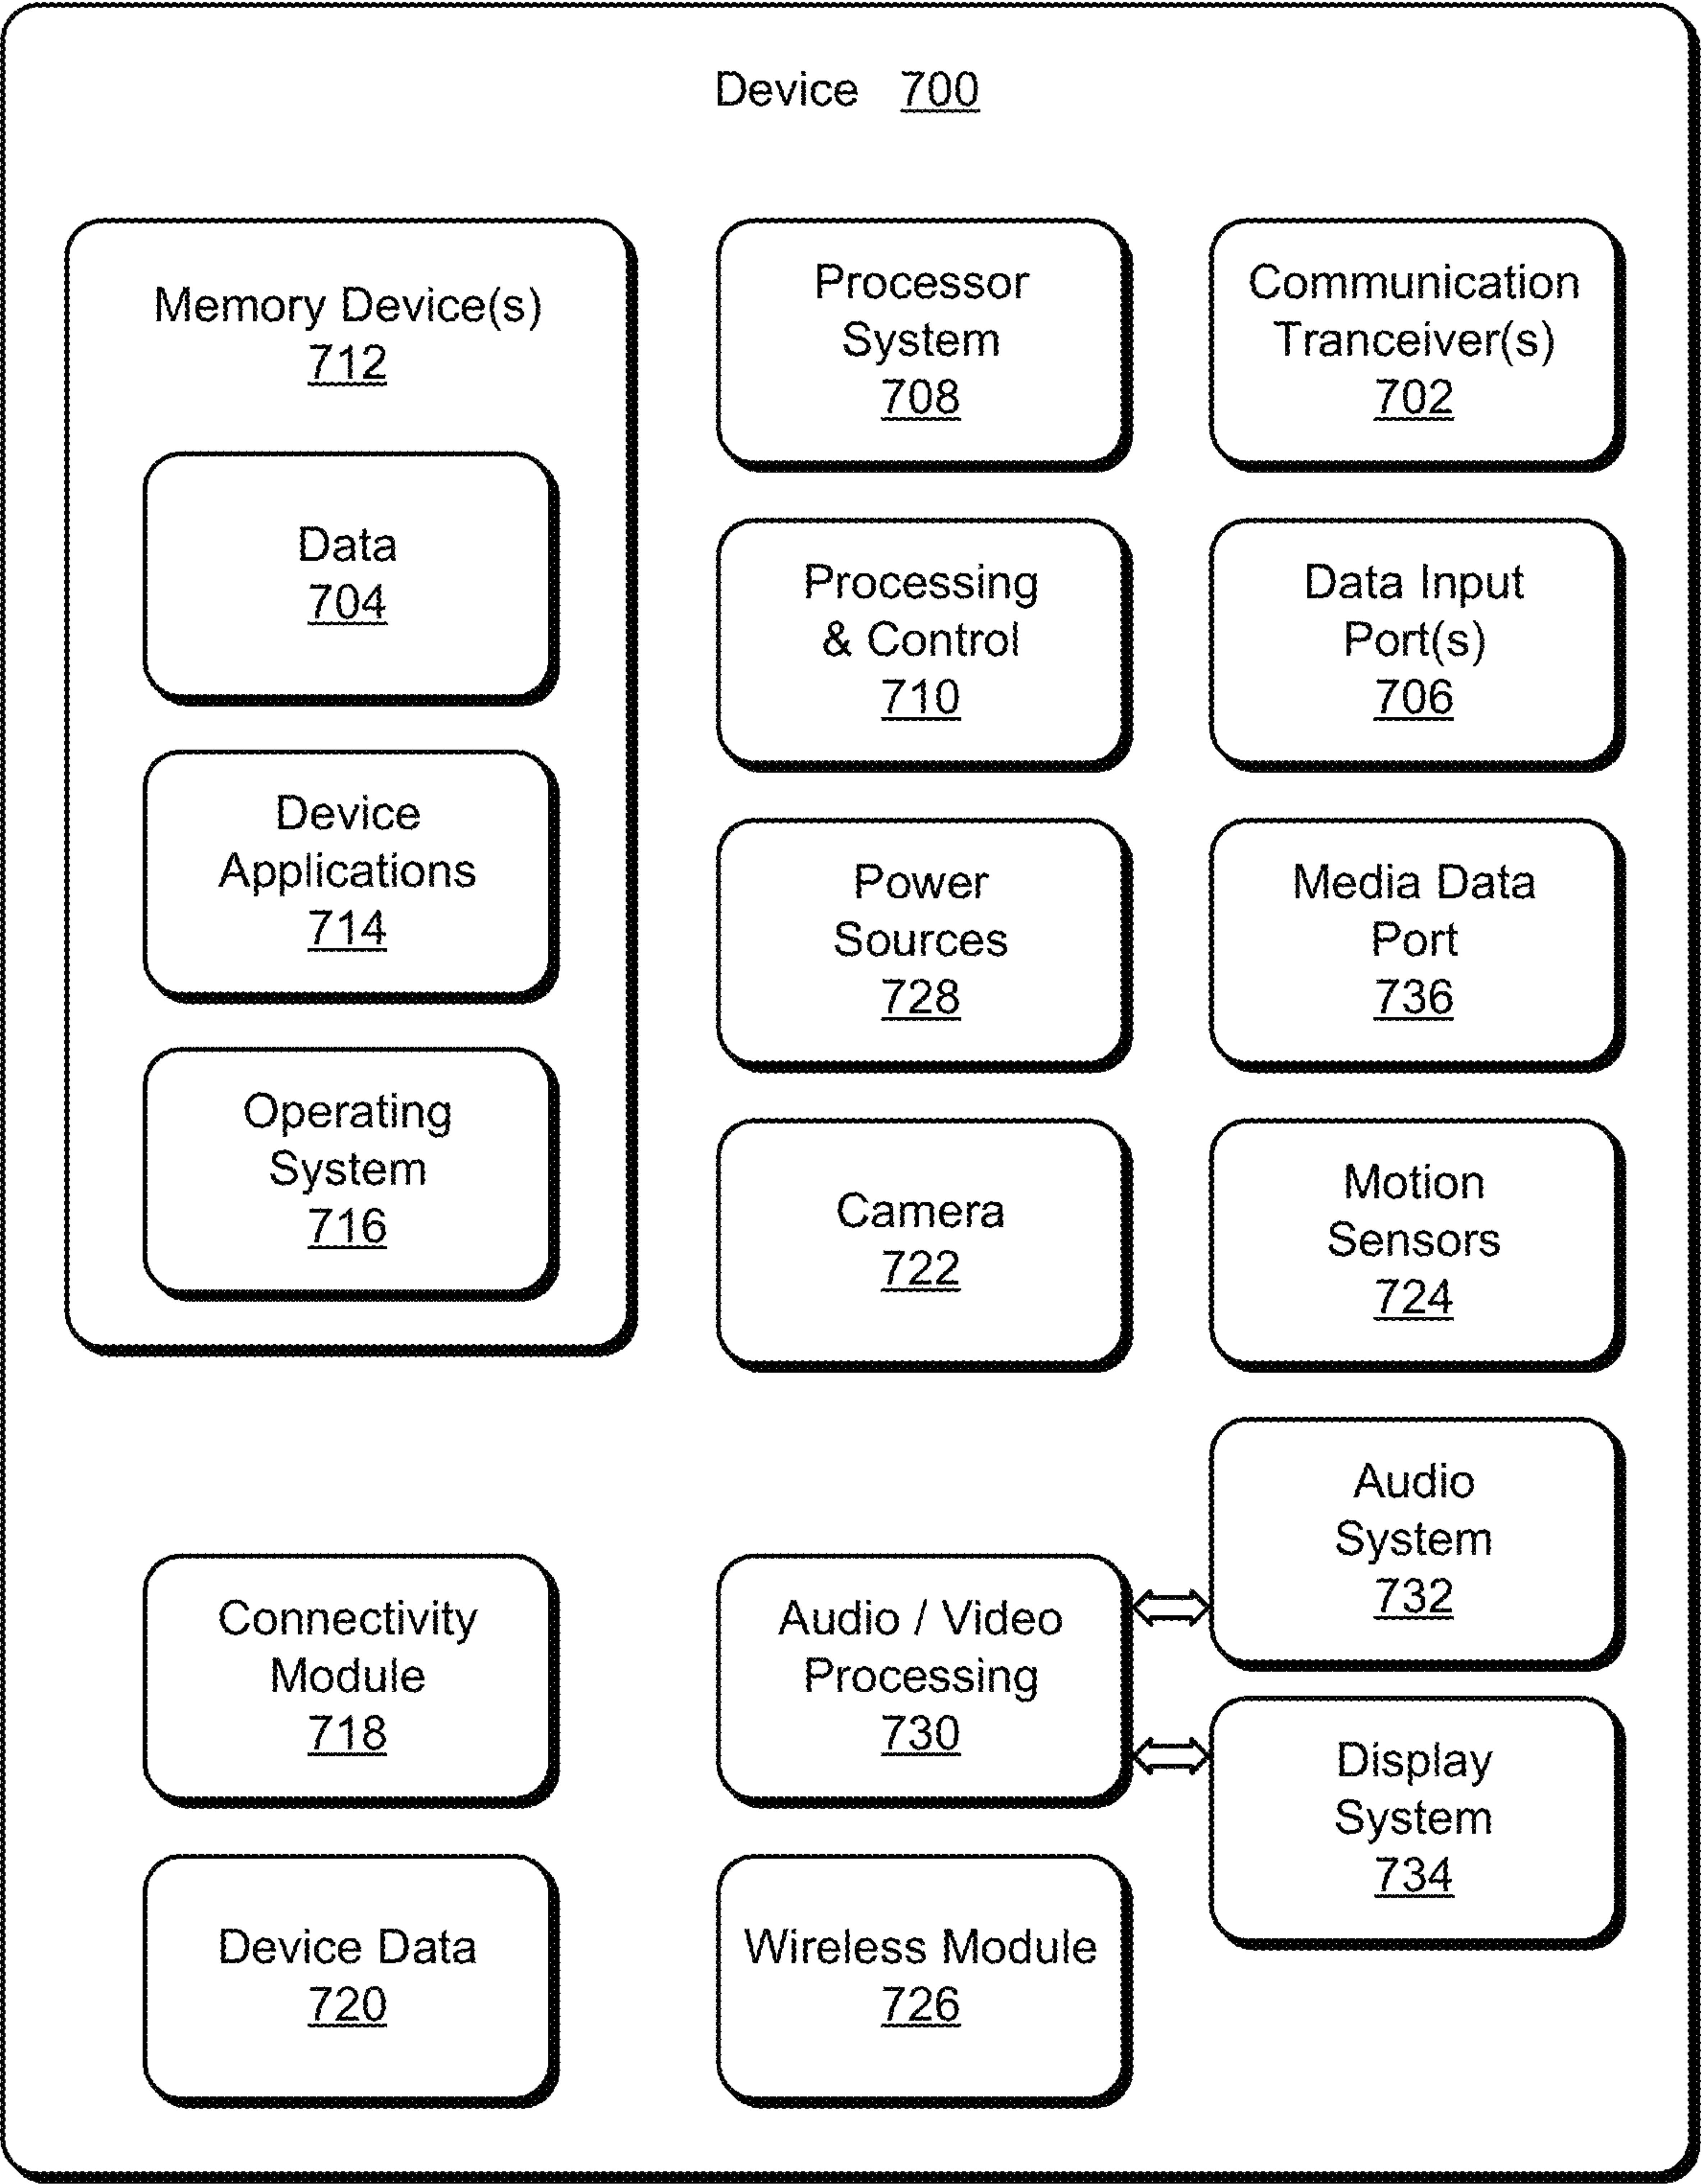 Device 700
Memory Device(s)
712
Data
704
Device
Applications
714
Operating
System
716
Processor
System
708
Communication
Tranceiver(s)
702
Processing
& Control
710
Data Input
Port(s)
706
Power
Sources
728
Media Data
Port
736
Camera
722
Motion
Sensors
724
Connectivity
Module
718
Audio / Video
Processing
730
Audio
System
732
Display
System
734
Device Data
720
Wireless Module
726